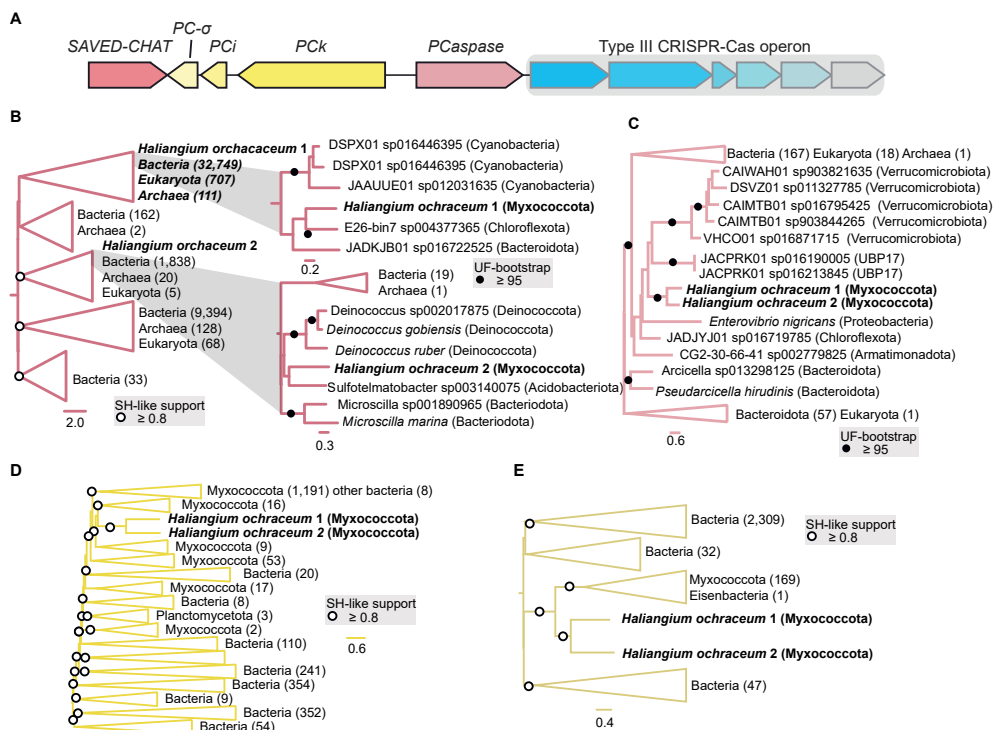 A
SAVED-CHAT
PC-σ
PCi
PCk
PCaspase
Type III CRISPR-Cas operon
B
Haliangium orchacaceum 1
Bacteria (32,749)
Eukaryota (707)
Archaea (111)
Bacteria (162)
Archaea (2)
Haliangium orchaceum 2
Bacteria (1,838)
Archaea (20)
Eukaryota (5)
Bacteria (9,394)
Archaea (128)
Eukaryota (68)
Bacteria (33)
2.0
SH-like support
≥ 0.8
DSPX01 sp016446395 (Cyanobacteria)
DSPX01 sp016446395 (Cyanobacteria)
JAAUUE01 sp012031635 (Cyanobacteria)
Haliangium ochraceum 1 (Myxococcota)
E26-bin7 sp004377365 (Chloroflexota)
JADKJB01 sp016722525 (Bacteroidota)
0.2
UF-bootstrap
≥ 95
Bacteria (19)
Archaea (1)
Deinococcus sp002017875 (Deinococcota)
Deinococcus gobiensis (Deinococcota)
Deinococcus ruber (Deinococcota)
Haliangium ochraceum 2 (Myxococcota)
Sulfotelmatobacter sp003140075 (Acidobacteriota)
Microscilla sp001890965 (Bacteriodota)
Microscilla marina (Bacteriodota)
0.3
C
Bacteria (167) Eukaryota (18) Archaea (1)
CAIWAH01 sp903821635 (Verrucomicrobiota)
DSVZ01 sp011327785 (Verrucomicrobiota)
CAIMTB01 sp016795425 (Verrucomicrobiota)
CAIMTB01 sp903844265 (Verrucomicrobiota)
VHCO01 sp016871715 (Verrucomicrobiota)
JACPRK01 sp016190005 (UBP17)
JACPRK01 sp016213845 (UBP17)
Haliangium ochraceum 1 (Myxococcota)
Haliangium ochraceum 2 (Myxococcota)
Enterovibrio nigricans (Proteobacteria)
JADJYJ01 sp016719785 (Chloroflexota)
CG2-30-66-41 sp002779825 (Armatimonadota)
Arcicella sp013298125 (Bacteroidota)
Pseudarcicella hirudinis (Bacteroidota)
Bacteroidota (57) Eukaryota (1)
0.6
UF-bootstrap
≥ 95
D
Myxococcota (1,191) other bacteria (8)
Myxococcota (16)
Haliangium ochraceum 1 (Myxococcota)
Haliangium ochraceum 2 (Myxococcota)
Myxococcota (9)
Myxococcota (53)
Bacteria (20)
Myxococcota (17)
Bacteria (8)
Planctomycetota (3)
Myxococcota (2)
Bacteria (110)
Bacteria (241)
Bacteria (354)
Bacteria (9)
Bacteria (352)
Bacteria (54)
SH-like support
≥ 0.8
0.6
E
Bacteria (2,309)
Bacteria (32)
Myxococcota (169)
Eisenbacteria (1)
Haliangium ochraceum 1 (Myxococcota)
Haliangium ochraceum 2 (Myxococcota)
Bacteria (47)
SH-like support
≥ 0.8
0.4